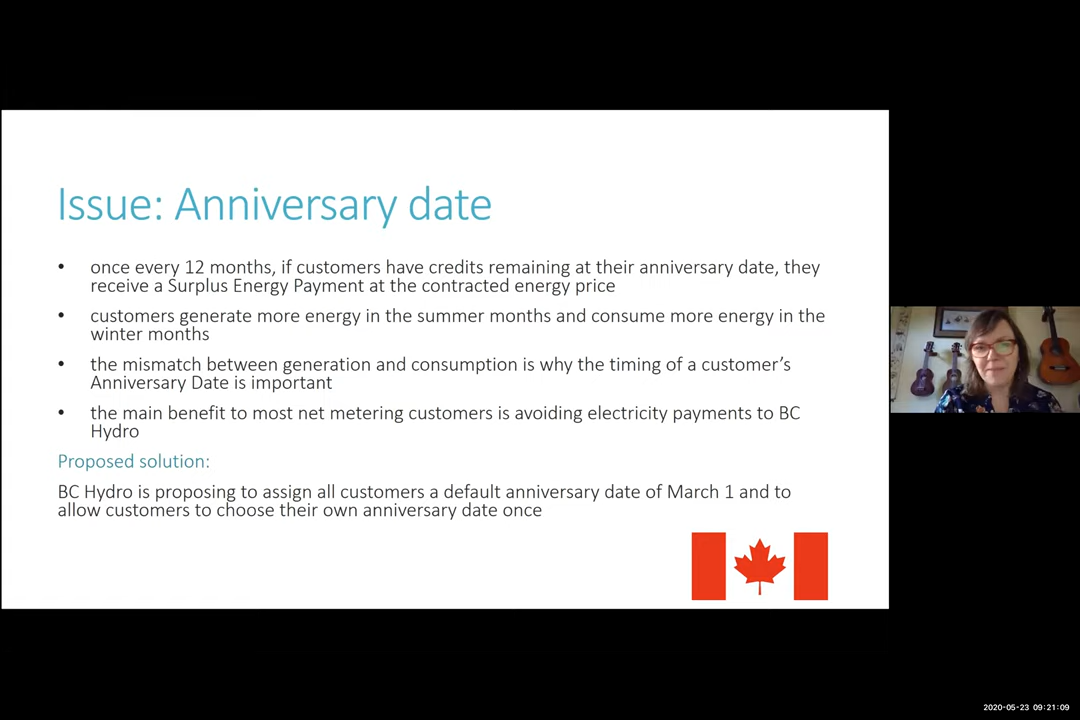 Issue: Anniversary date
• once every 12 months, if customers have credits remaining at their anniversary date, they
receive a Surplus Energy Payment at the contracted energy price
• customers generate more energy in the summer months and consume more energy in the
winter months
• the mismatch between generation and consumption is why the timing of a customer’s
Anniversary Date is important
• the main benefit to most net metering customers is avoiding electricity payments to BC
Hydro
Proposed solution:
BC Hydro is proposing to assign all customers a default anniversary date of March 1 and to
allow customers to choose their own anniversary date once
2020-05-23 09:21:09